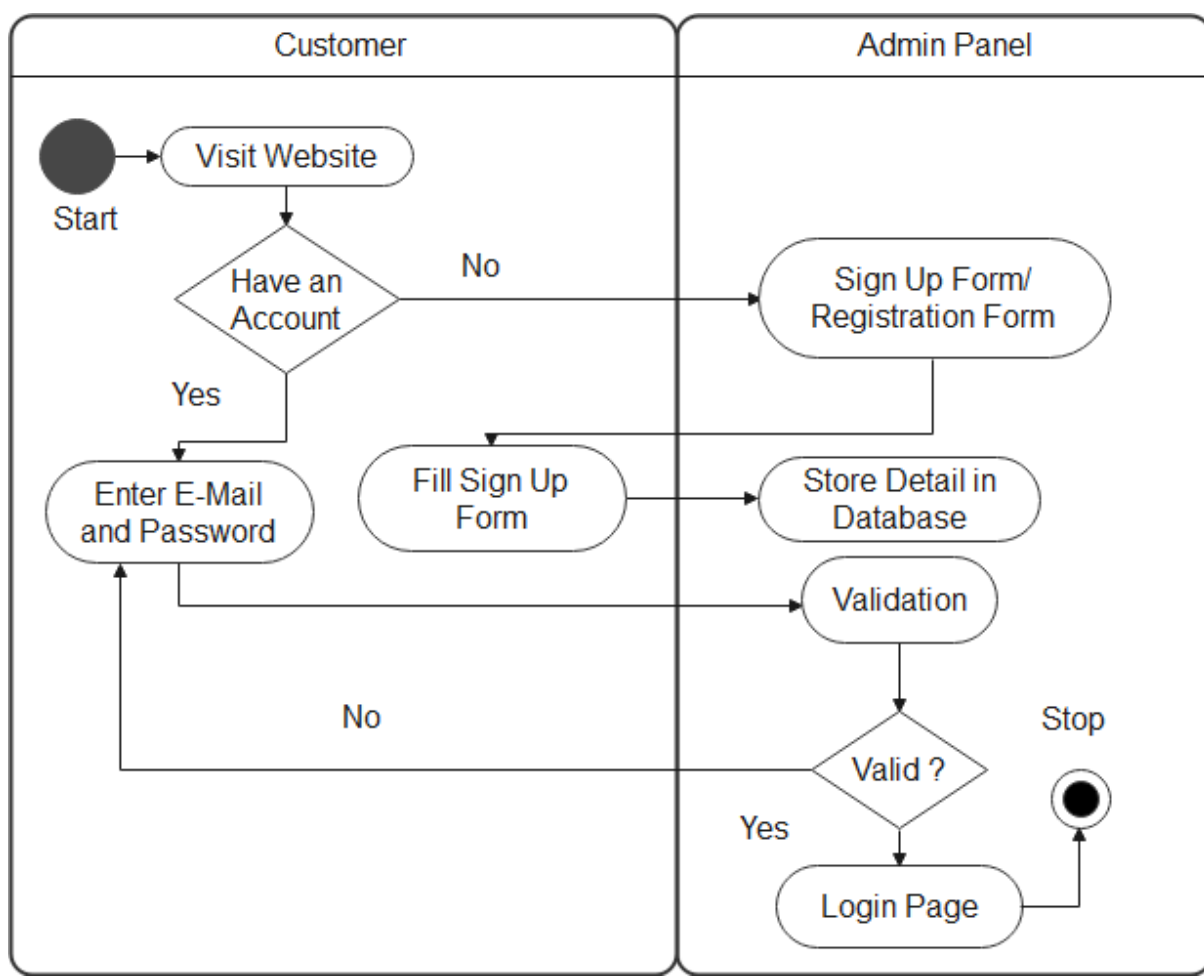 Customer
Admin Panel
Visit Website
Start
Have an
Account
No
Sign Up Form/
Registration Form
Yes
Enter E-Mail
and Password
Fill Sign Up
Form
Store Detail in
Database
Validation
No
Valid ?
Stop
Yes
Login Page